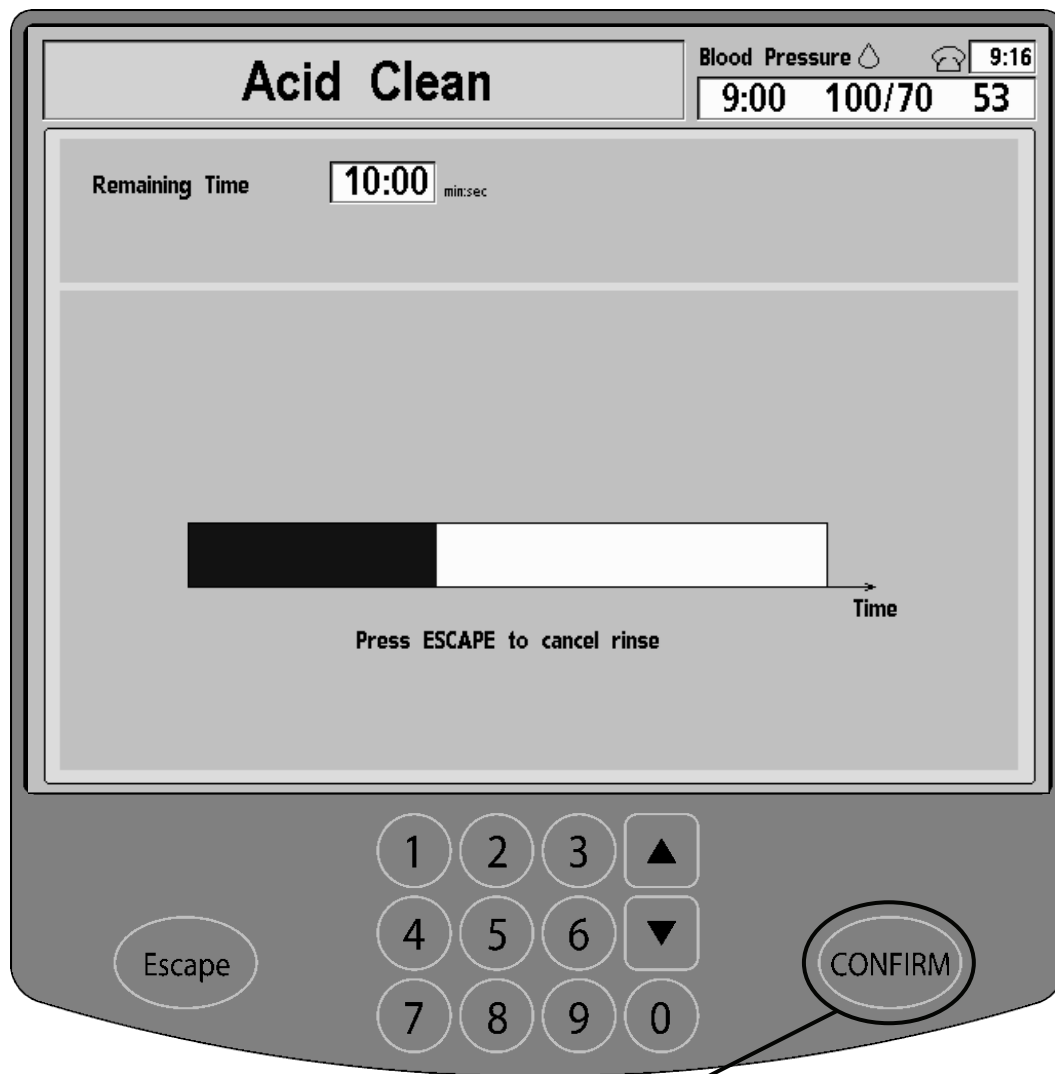 Acid Clean
Blood Pressure 9:16
9:00 100/70 53
Remaining Time 10:00 min:sec
Time
Press ESCAPE to cancel rinse
1 2 3
4 5 6
Escape
CONFIRM
7 8 9 0